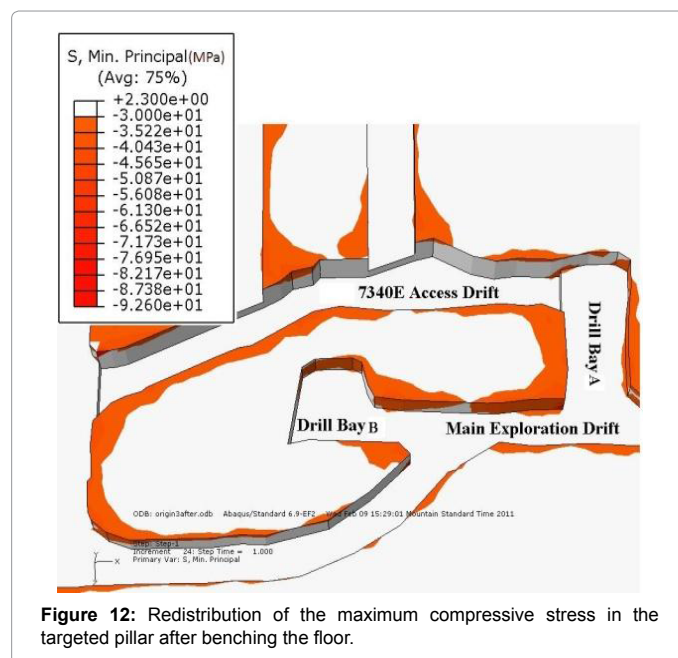 S, Min. Principal(MPa)
(Avg: 75%)
+2.300e+00
-3.000e+01
-3.522e+01
-4.043e+01
-4.565e+01
-5.087e+01
-5.608e+01
-6.130e+01
-6.652e+01
-7.173e+01
-7.695e+01
-8.217e+01
-8.738e+01
-9.260e+01
7340E Access Drift
Drill Bay A
Drill Bay B
Main Exploration Drift
ODB: origin3after.odb Abaqus/Standard 6.9-EF2 Wed Feb 09 15:29:01 Mountain Standard Time 2011
Step: Step-1
Increment 24: Step Time = 1.000
Primary Var: S, Min. Principal
Y
X
Figure 12: Redistribution of the maximum compressive stress in the
targeted pillar after benching the floor.